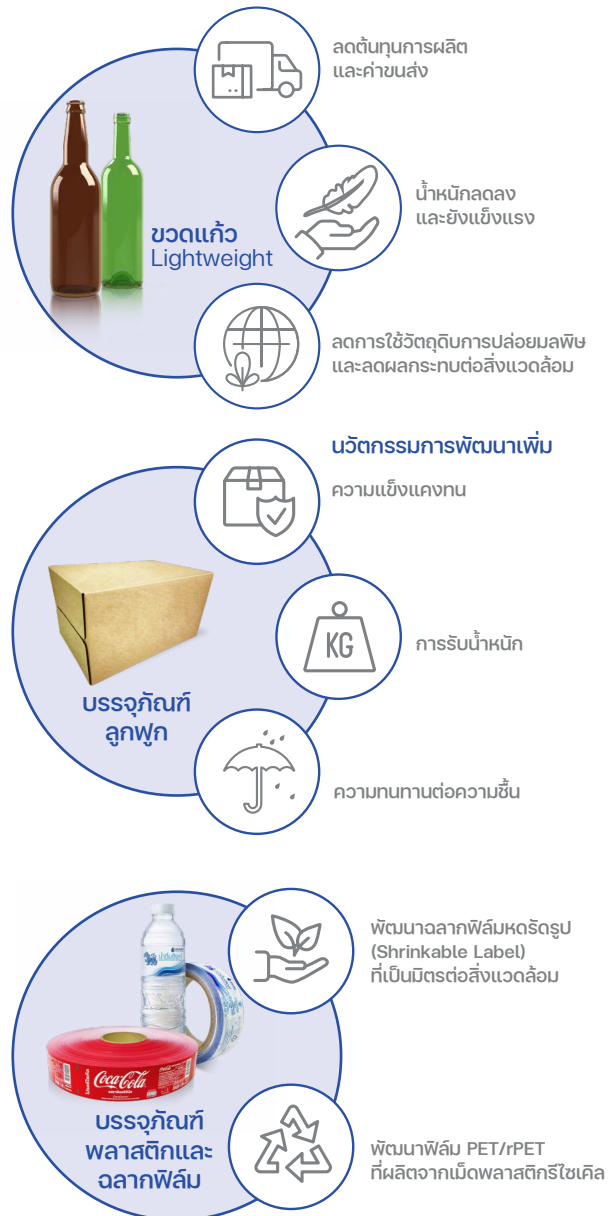 ลดต้นทุนการผลิต
และค่าขนส่ง
น้ำหนักลดลง
และยังแข็งแรง
ขวดแก้ว
Lightweight
ลดการใช้วัตถุดิบการปล่อยมลพิษ
และลดผลกระทบต่อสิ่งแวดล้อม
นวัตกรรมการพัฒนาเพิ่ม
ความแข็งแคงทน
KG
การรับน้ำหนัก
บรรจุภัณฑ์
ลูกฟูก
ความทนทานต่อความชื้น
พัฒนาฉลากฟิล์มหดรัดรูป
(Shrinkable Label)
ที่เป็นมิตรต่อสิ่งแวดล้อม
Coca-Cola
บรรจุภัณฑ์
พลาสติกและ
ฉลากฟิล์ม
พัฒนาฟิล์ม PET/rPET
ที่ผลิตจากเม็ดพลาสติกรีไซเคิล